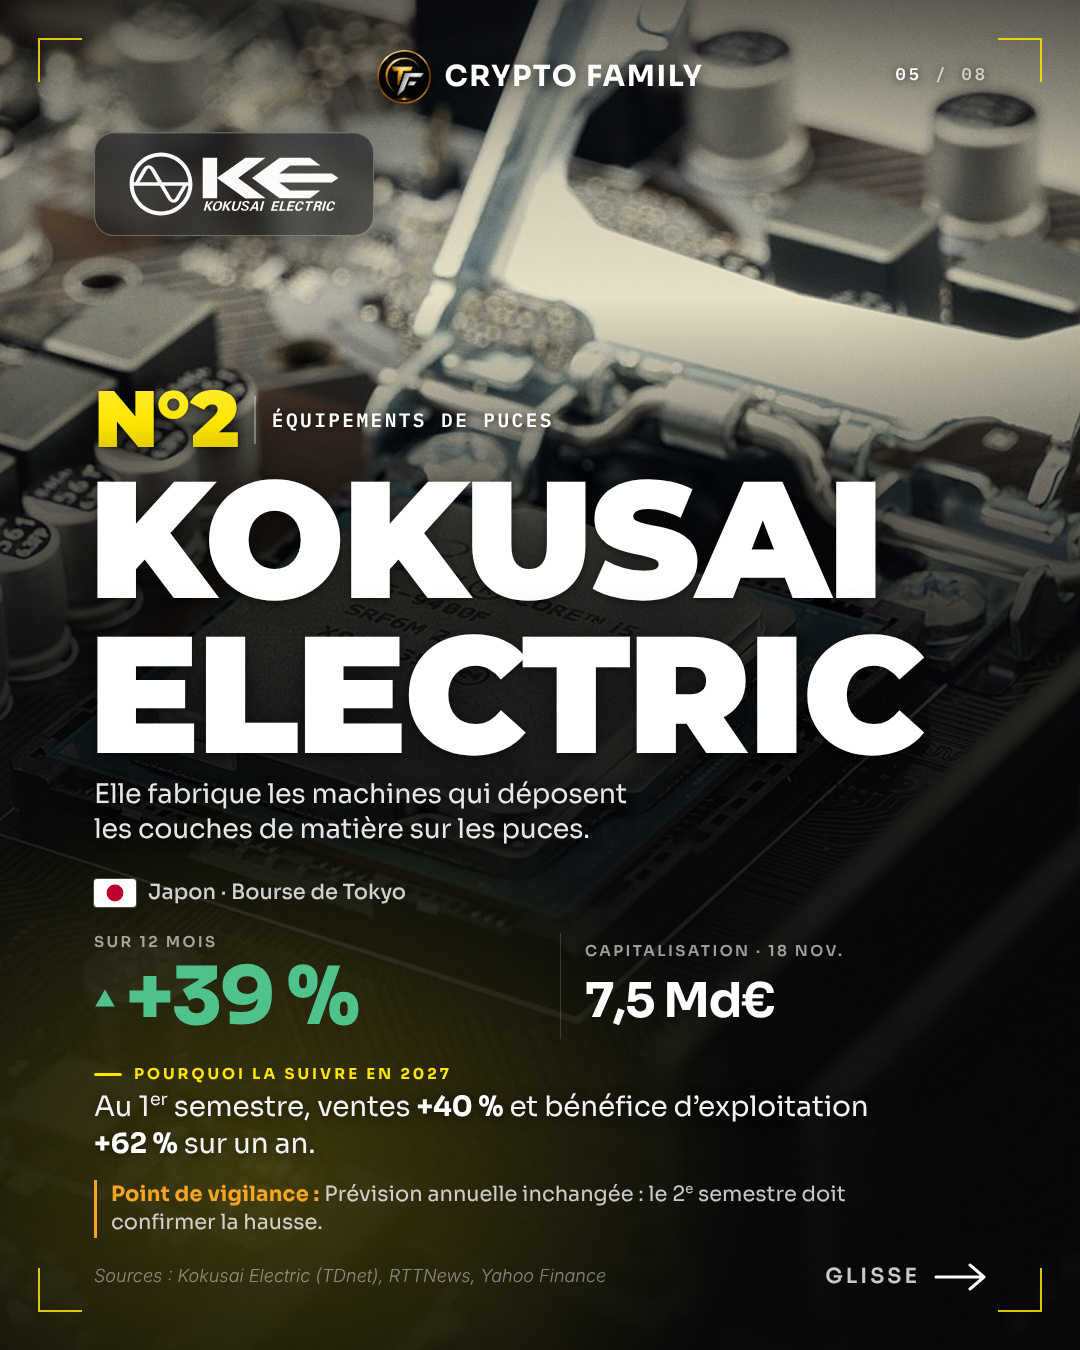 CRYPTO FAMILY
05 / 08
KE
KOKUSAI ELECTRIC
N°2
ÉQUIPEMENTS DE PUCES
KOKUSAI
ELECTRIC
Elle fabrique les machines qui déposent
les couches de matière sur les puces.
Japon · Bourse de Tokyo
SUR 12 MOIS
▲ +39 %
CAPITALISATION · 18 NOV.
7,5 Md€
POURQUOI LA SUIVRE EN 2027
Au 1er semestre, ventes +40 % et bénéfice d’exploitation
+62 % sur un an.
Point de vigilance : Prévision annuelle inchangée : le 2e semestre doit
confirmer la hausse.
Sources : Kokusai Electric (TDnet), RTTNews, Yahoo Finance
GLISSE